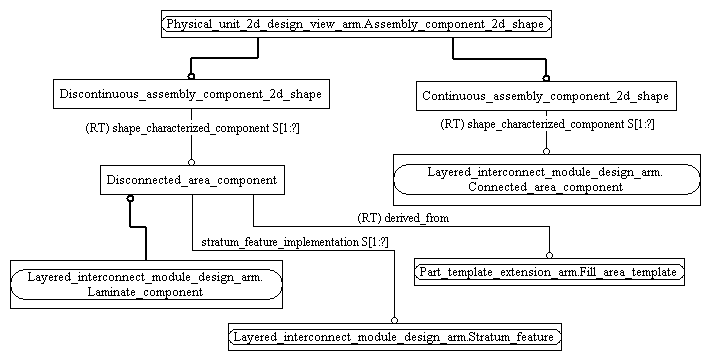 Physical_unit_2d_design_view_arm.Assembly_component_2d_shape
Discontinuous_assembly_component_2d_shape
Continuous_assembly_component_2d_shape
(RT) shape_characterized_component S[1:?]
(RT) shape_characterized_component S[1:?]
Disconnected_area_component
Layered_interconnect_module_design_arm.
Connected_area_component
(RT) derived_from
stratum_feature_implementation S[1:?]
Layered_interconnect_module_design_arm.
Laminate_component
Part_template_extension_arm.Fill_area_template
Layered_interconnect_module_design_arm.Stratum_feature